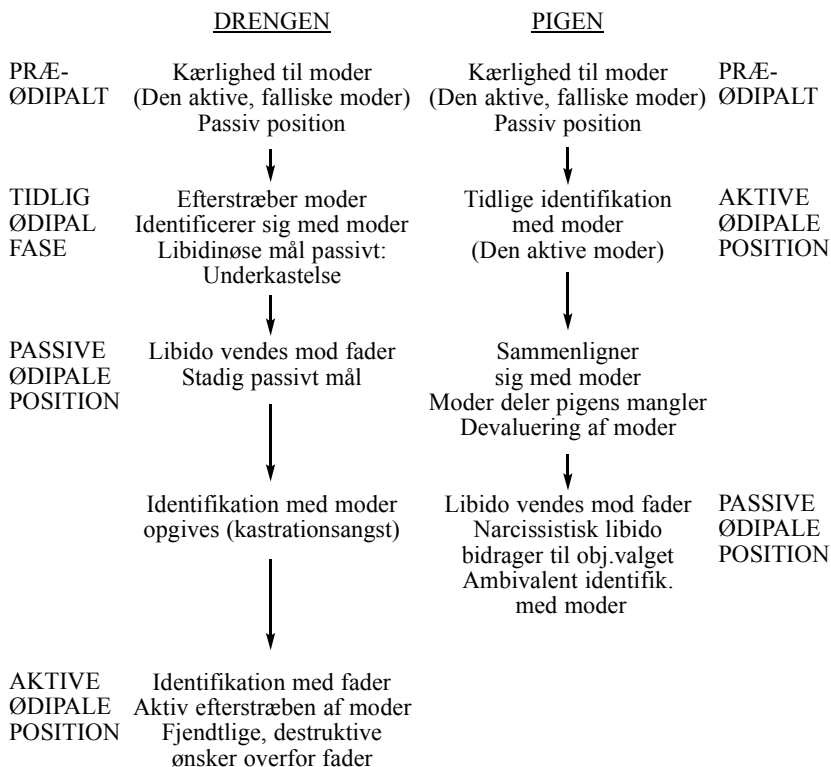 DRENGEN PIGEN
PRÆ- Kærlighed til moder Kærlighed til moder PRÆ-
ØDIPALT (Den aktive, falliske moder) (Den aktive, falliske moder) ØDIPALT
Passiv position Passiv position
TIDLIG Efterstræber moder Tidlige identifikation AKTIVE
ØDIPAL Identificerer sig med moder med moder ØDIPALE
FASE Libidinøse mål passivt: (Den aktive moder) POSITION
Underkastelse
PASSIVE Libido vendes mod fader Sammenligner
ØDIPALE Stadig passivt mål sig med moder
POSITION Moder deler pigens mangler
Devaluering af moder
Identifikation med moder Libido vendes mod fader PASSIVE
opgives (kastrationsangst) Narcissistisk libido ØDIPALE
bidrager til obj.valget POSITION
Ambivalent identifik.
med moder
AKTIVE Identifikation med fader
ØDIPALE Aktiv efterstræben af moder
POSITION Fjendtlige, destruktive
ønsker overfor fader